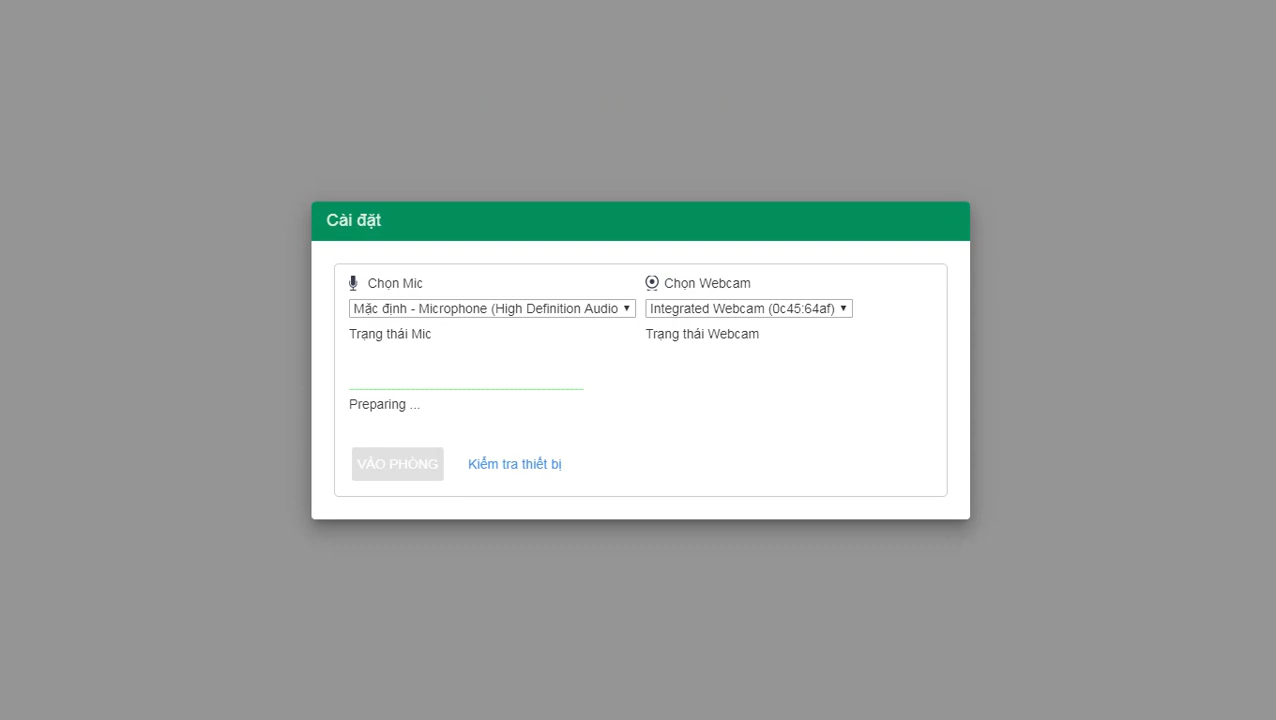 Cài đặt
Chọn Mic
Chọn Webcam
Mặc định - Microphone (High Definition Audio
Integrated Webcam (0c45:64af)
Trạng thái Mic
Trạng thái Webcam
Preparing ...
VÀO PHÒNG
Kiểm tra thiết bị